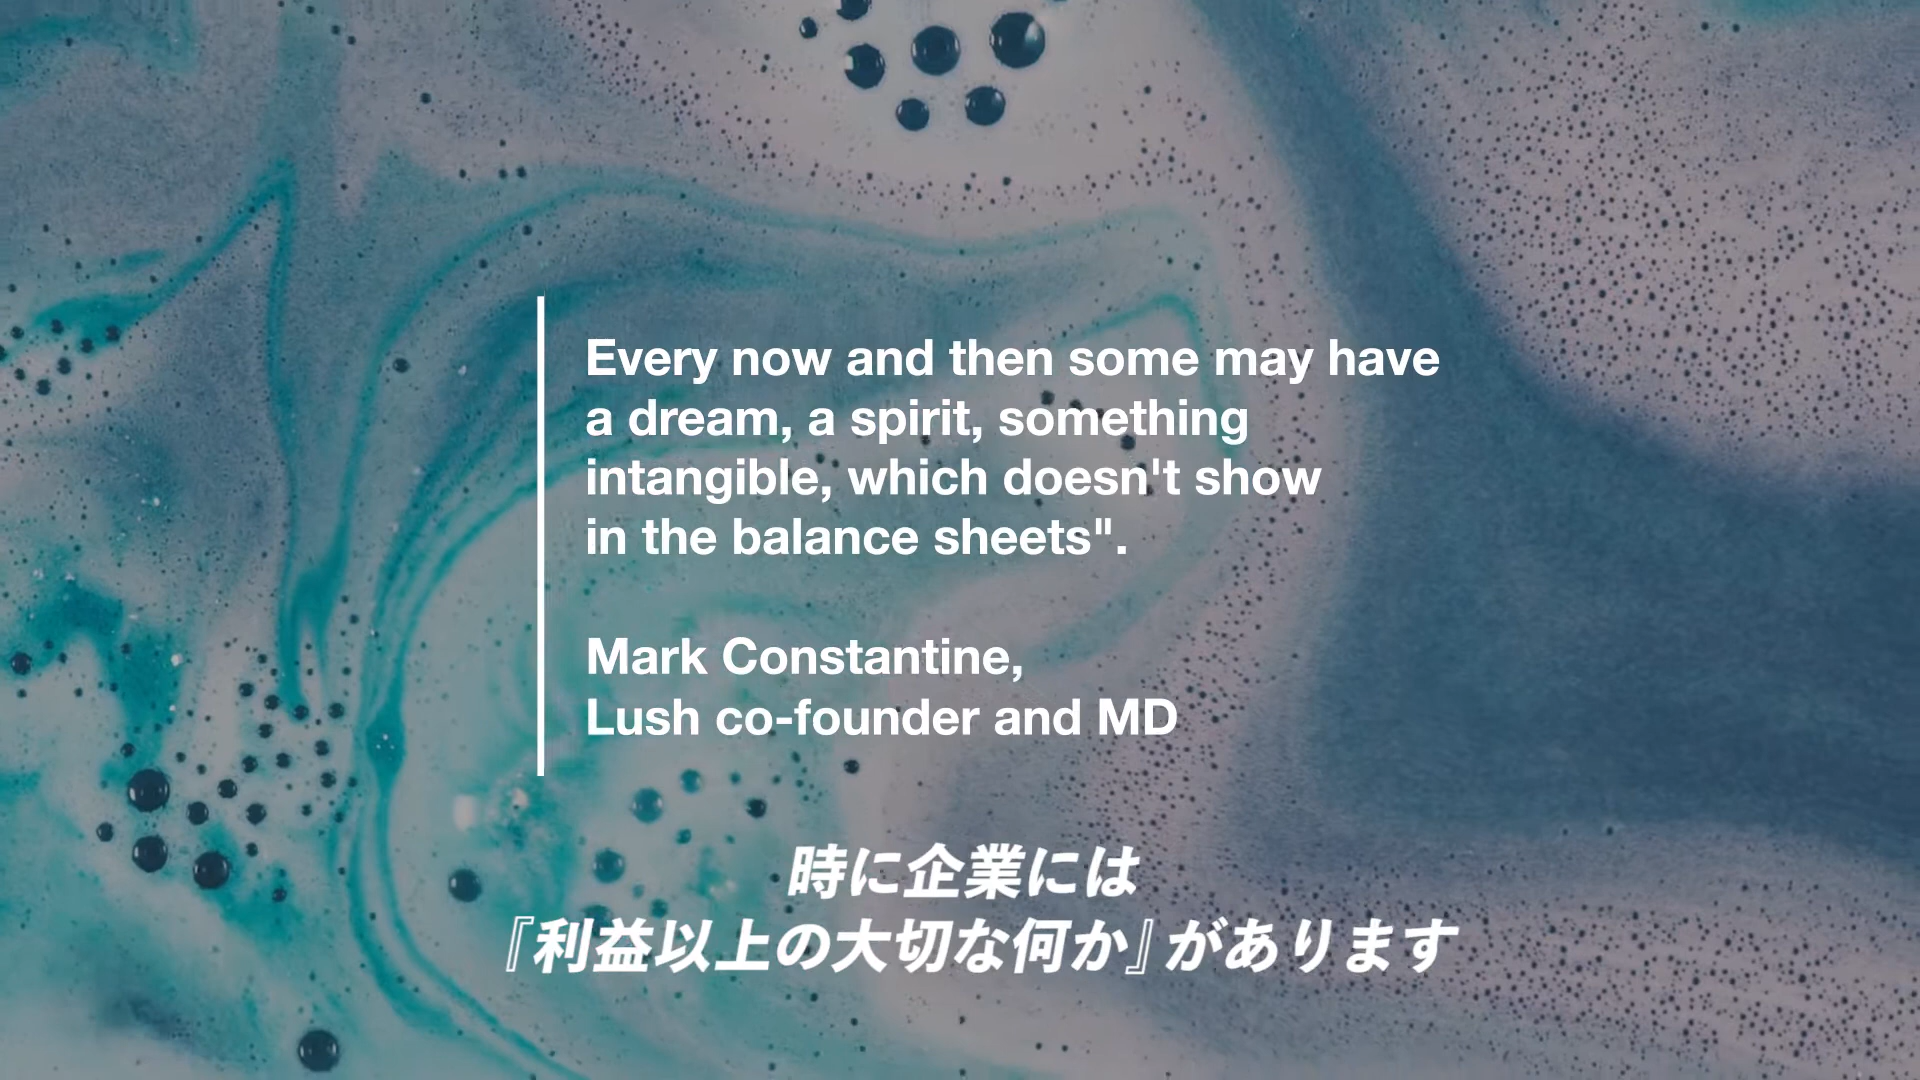 Every now and then some may have
a dream, a spirit, something
intangible, which doesn't show
in the balance sheets".
Mark Constantine,
Lush co-founder and MD
時に企業には
『利益以上の大切な何か』があります